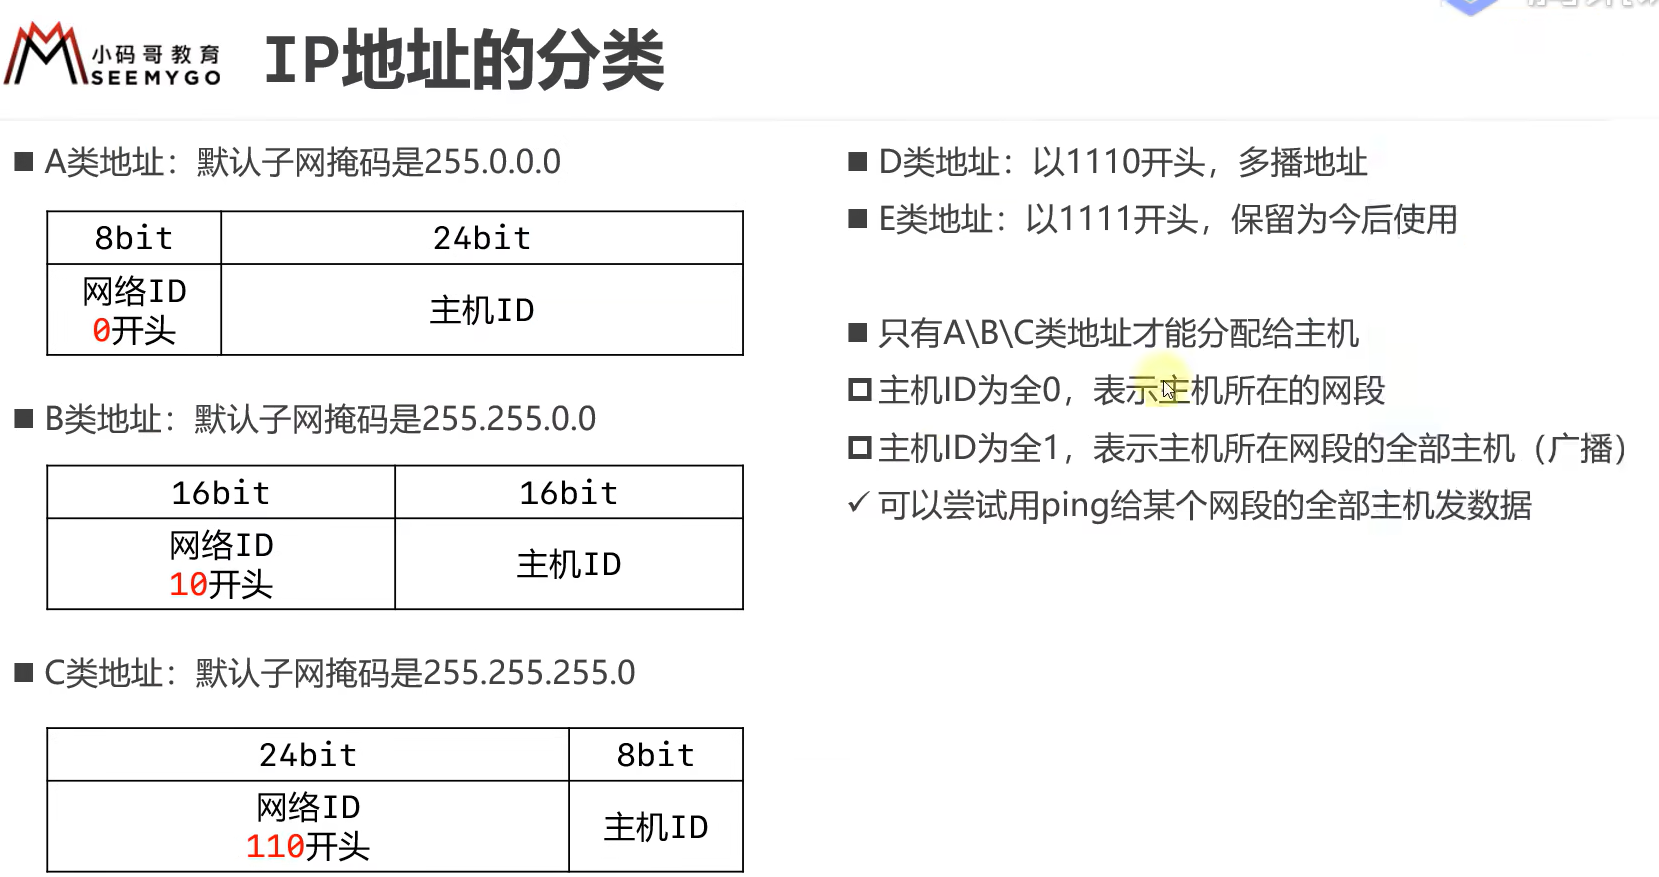 小码哥教育
SEEMYGO
IP地址的分类
A类地址：默认子网掩码是255.0.0.0
8bit 24bit
网络ID
0开头
主机ID
B类地址：默认子网掩码是255.255.0.0
16bit 16bit
网络ID
10开头
主机ID
C类地址：默认子网掩码是255.255.255.0
24bit 8bit
网络ID
110开头
主机ID
D类地址：以1110开头，多播地址
E类地址：以1111开头，保留为今后使用
只有A\B\C类地址才能分配给主机
主机ID为全0，表示主机所在的网段
主机ID为全1，表示主机所在网段的全部主机（广播）
可以尝试用ping给某个网段的全部主机发数据